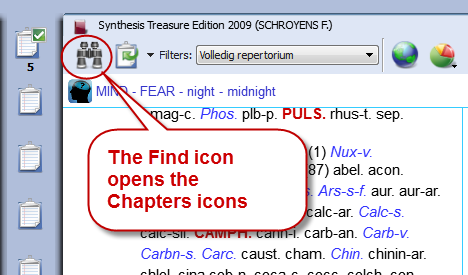 Synthesis Treasure Edition 2009 (SCHROYENS F.)
Filters: Volledig repertorium
5
MIND - FEAR - night - midnight
mag-c. Phos. plb-p. PULS. rhus-t. sep.
The Find icon
opens the
Chapters icons
(1) Nux-v.
87) abel. acon.
s. Ars-s-f. aur. aur-ar.
calc-ar. Calc-s.
calc-sil. CAMPH. cann-i. carb-an. Carb-v.
Carbn-s. Carc. caust. cham. Chin. chinin-ar.